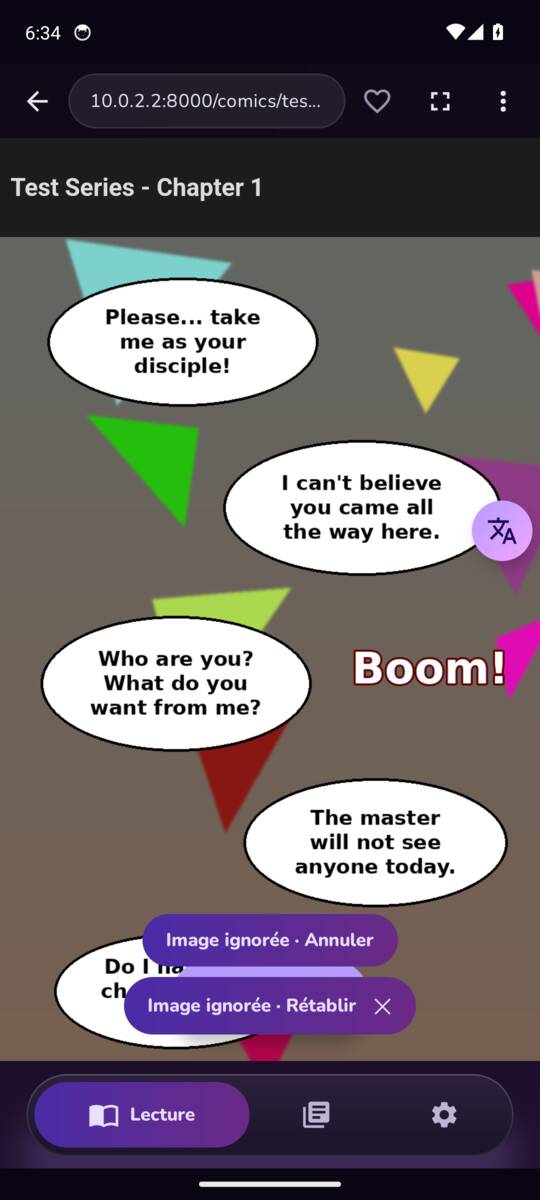 6:34
10.0.2.2:8000/comics/tes...
Test Series - Chapter 1
Please... take
me as your
disciple!
I can't believe
you came all
the way here.
Who are you?
What do you
want from me?
Boom!
The master
will not see
anyone today.
Image ignorée · Annuler
Do I
Image ignorée · Rétablir
Lecture